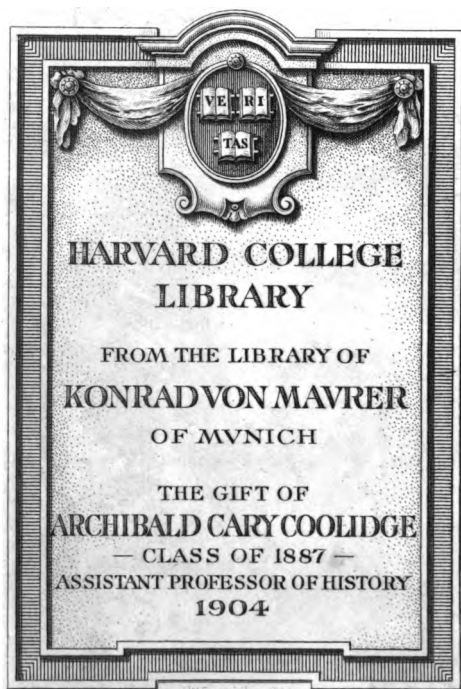 VE RI
TAS
HARVARD COLLEGE
LIBRARY
FROM THE LIBRARY OF
KONRAD VON MAVRER
OF MVNICH
THE GIFT OF
ARCHIBALD CARY COOLIDGE
— CLASS OF 1887 —
ASSISTANT PROFESSOR OF HISTORY
1904